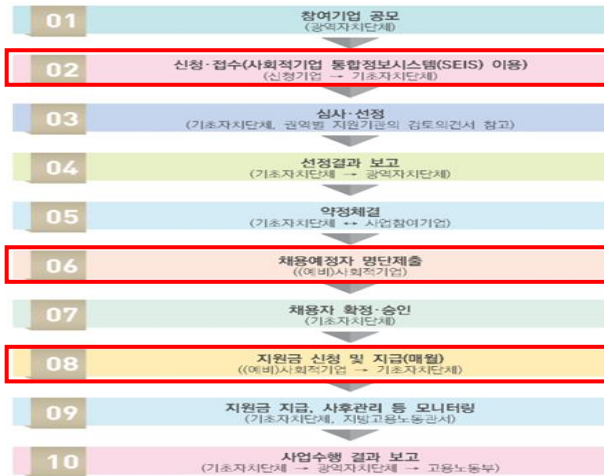 01
참여기업 공모
(광역자치단체)
02
신청·접수(사회적기업 통합정보시스템(SEIS) 이용)
(신청기업 → 기초자치단체)
03
심사·선정
(기초자치단체, 권역별 지원기관의 검토의견서 참고)
04
선정결과 보고
(기초자치단체 → 광역자치단체)
05
약정체결
(기초자치단체 ↔ 사업참여기업)
06
채용예정자 명단제출
((예비)사회적기업)
07
채용자 확정·승인
(기초자치단체)
08
지원금 신청 및 지급(매월)
((예비)사회적기업 → 기초자치단체)
09
지원금 지급, 사후관리 등 모니터링
(기초자치단체, 지방고용노동관서)
10
사업수행 결과 보고
(기초자치단체 → 광역자치단체 → 고용노동부)